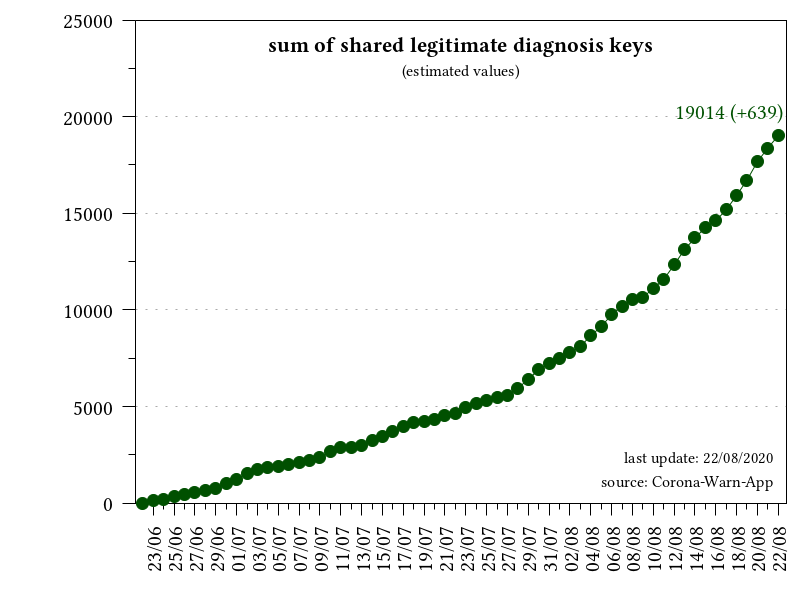 sum of shared legitimate diagnosis keys
(estimated values)
25000
20000
15000
10000
5000
0
19014 (+639)
last update: 22/08/2020
source: Corona-Warn-App
23/06 25/06 27/06 29/06 01/07 03/07 05/07 07/07 09/07 11/07 13/07 15/07 17/07 19/07 21/07 23/07 25/07 27/07 29/07 31/07 02/08 04/08 06/08 08/08 10/08 12/08 14/08 16/08 18/08 20/08 22/08